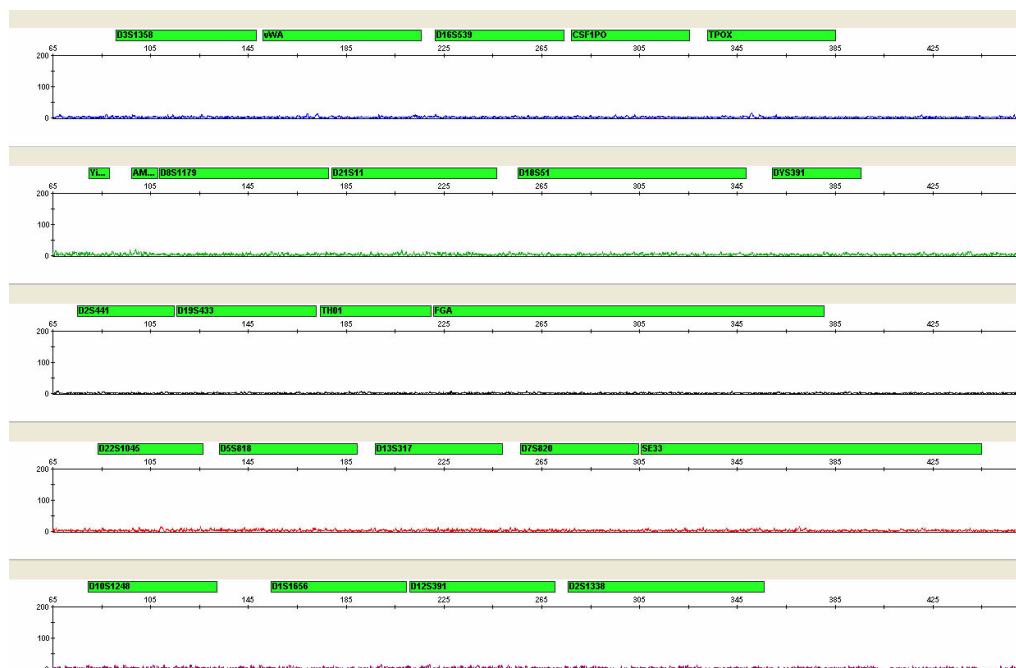 D3S1358 vWA D16S539 CSF1PO TPOX
65 105 145 185 225 265 305 345 385 425
200
100
0
Yi... AM... D8S1179 D21S11 D18S51 DYS391
65 105 145 185 225 265 305 345 385 425
200
100
0
D2S441 D19S433 TH01 FGA
65 105 145 185 225 265 305 345 385 425
200
100
0
D22S1045 D5S818 D13S317 D7S820 SE33
65 105 145 185 225 265 305 345 385 425
200
100
0
D10S1248 D1S1656 D12S391 D2S1338
65 105 145 185 225 265 305 345 385 425
200
100
0